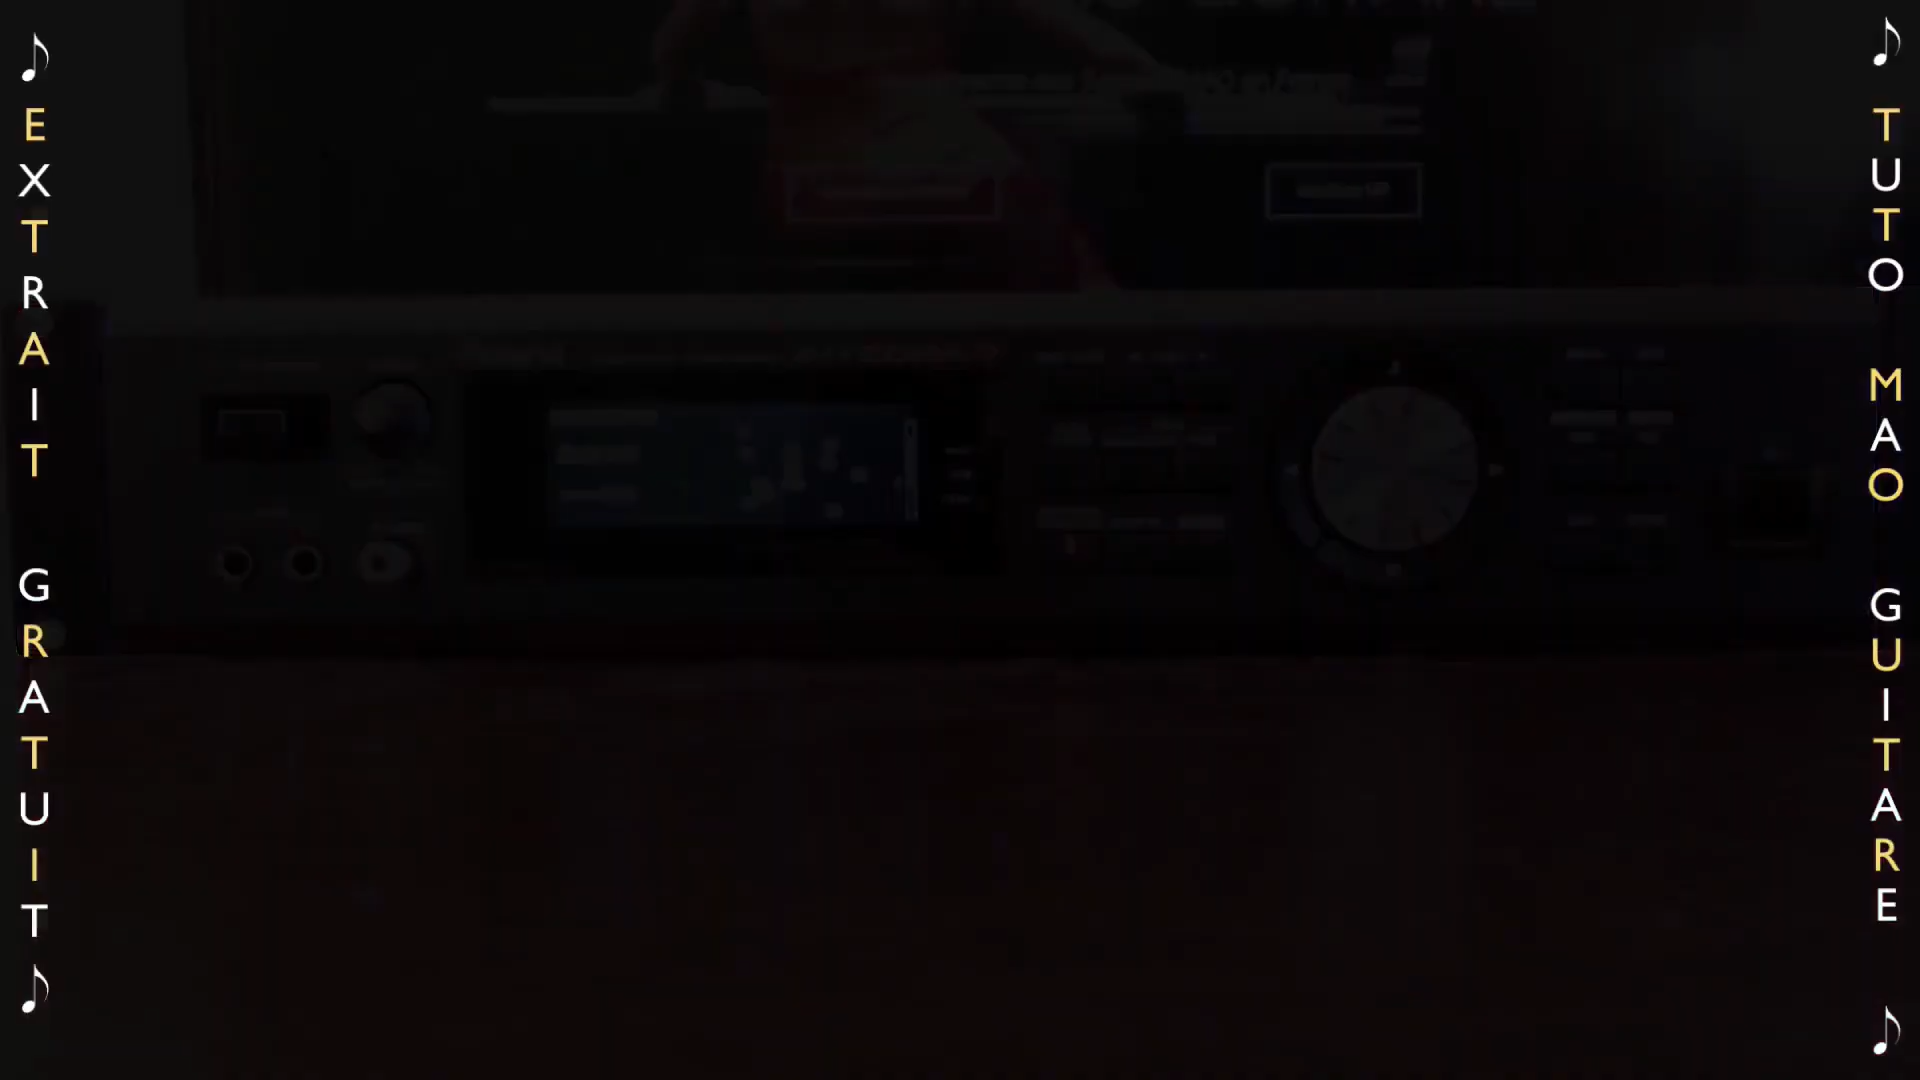 ♪ EXTRAIT GRATUIT ♪
♪ TUTO MAO GUITARE ♪